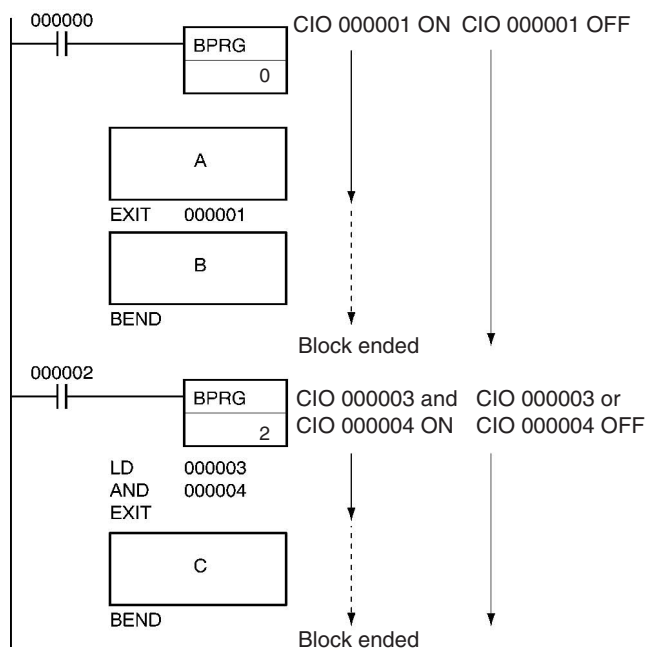 000000
BPRG
0
CIO 000001 ON CIO 000001 OFF
A
EXIT 000001
B
BEND
Block ended
000002
BPRG
2
CIO 000003 and
CIO 000004 ON
CIO 000003 or
CIO 000004 OFF
LD 000003
AND 000004
EXIT
C
BEND
Block ended